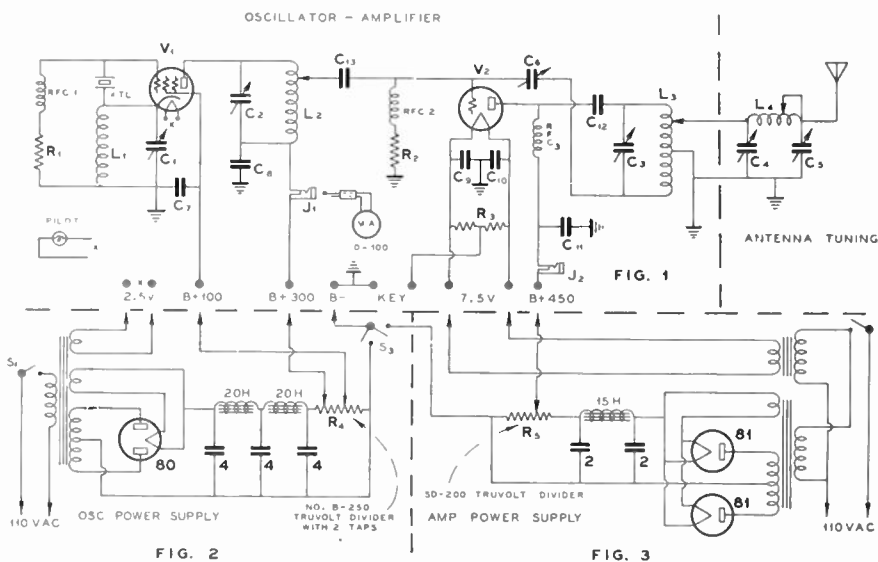 OSCILLATOR - AMPLIFIER
V1
C13
V2
C6
RFC 1
XTL
C2
L2
RFC 2
C12
L3
L4
R1
L1
C1
C8
R2
C9
C10
RFC3
C3
C4
C5
C7
J1
MA
0-100
R3
C11
PILOT
X
X
J2
FIG. 1
ANTENNA TUNING
X
2.5V
B+100
B+300
B-
KEY
7.5V
B+450
S1
S3
20H
20H
15H
R4
R5
80
4
4
4
2
2
81
81
110 VAC
OSC POWER SUPPLY
NO. B-250
TRUVOLT DIVIDER
WITH 2 TAPS
SD-200 TRUVOLT DIVIDER
AMP POWER SUPPLY
110VAC
FIG. 2
FIG. 3